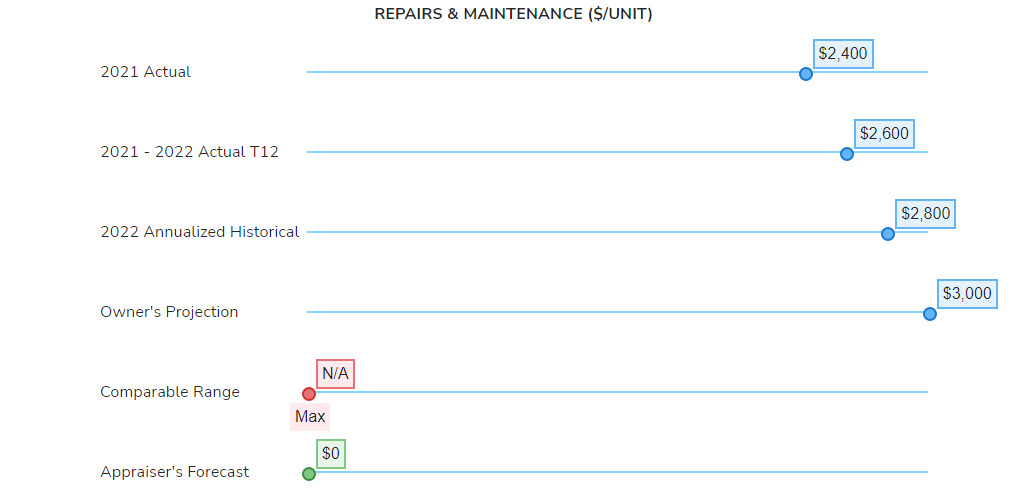 REPAIRS & MAINTENANCE ($/UNIT)
2021 Actual
$2,400
2021 - 2022 Actual T12
$2,600
2022 Annualized Historical
$2,800
Owner's Projection
$3,000
Comparable Range
N/A
Max
Appraiser's Forecast
$0